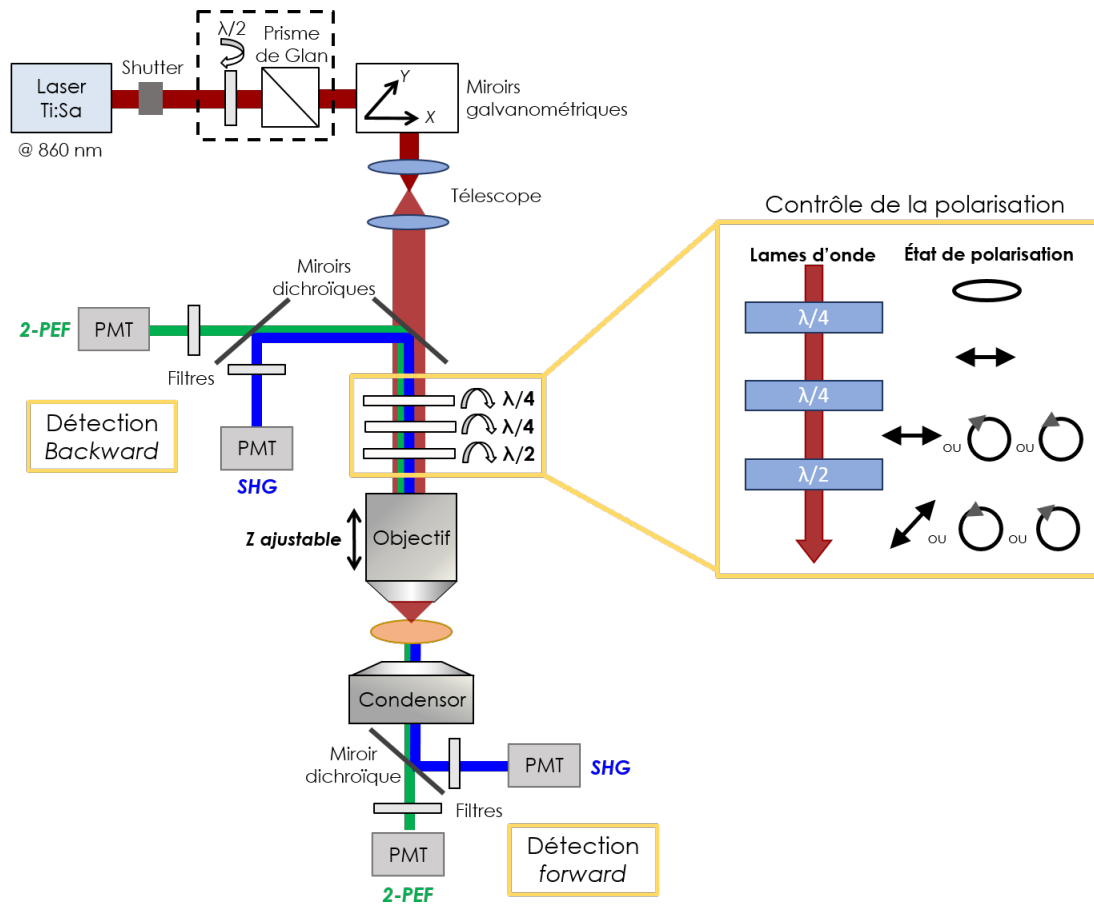 λ/2
Prisme
de Glan
Shutter
Laser
Ti:Sa
@ 860 nm
Y
X
Miroirs
galvanométriques
Télescope
Miroirs
dichroïques
2-PEF
PMT
Filtres
Détection
Backward
PMT
SHG
λ/4
λ/4
λ/2
Z ajustable
Objectif
Condensor
Miroir
dichroïque
PMT
SHG
Filtres
PMT
2-PEF
Détection
forward
Contrôle de la polarisation
Lames d'onde
État de polarisation
λ/4
λ/4
OU
OU
λ/2
OU
OU